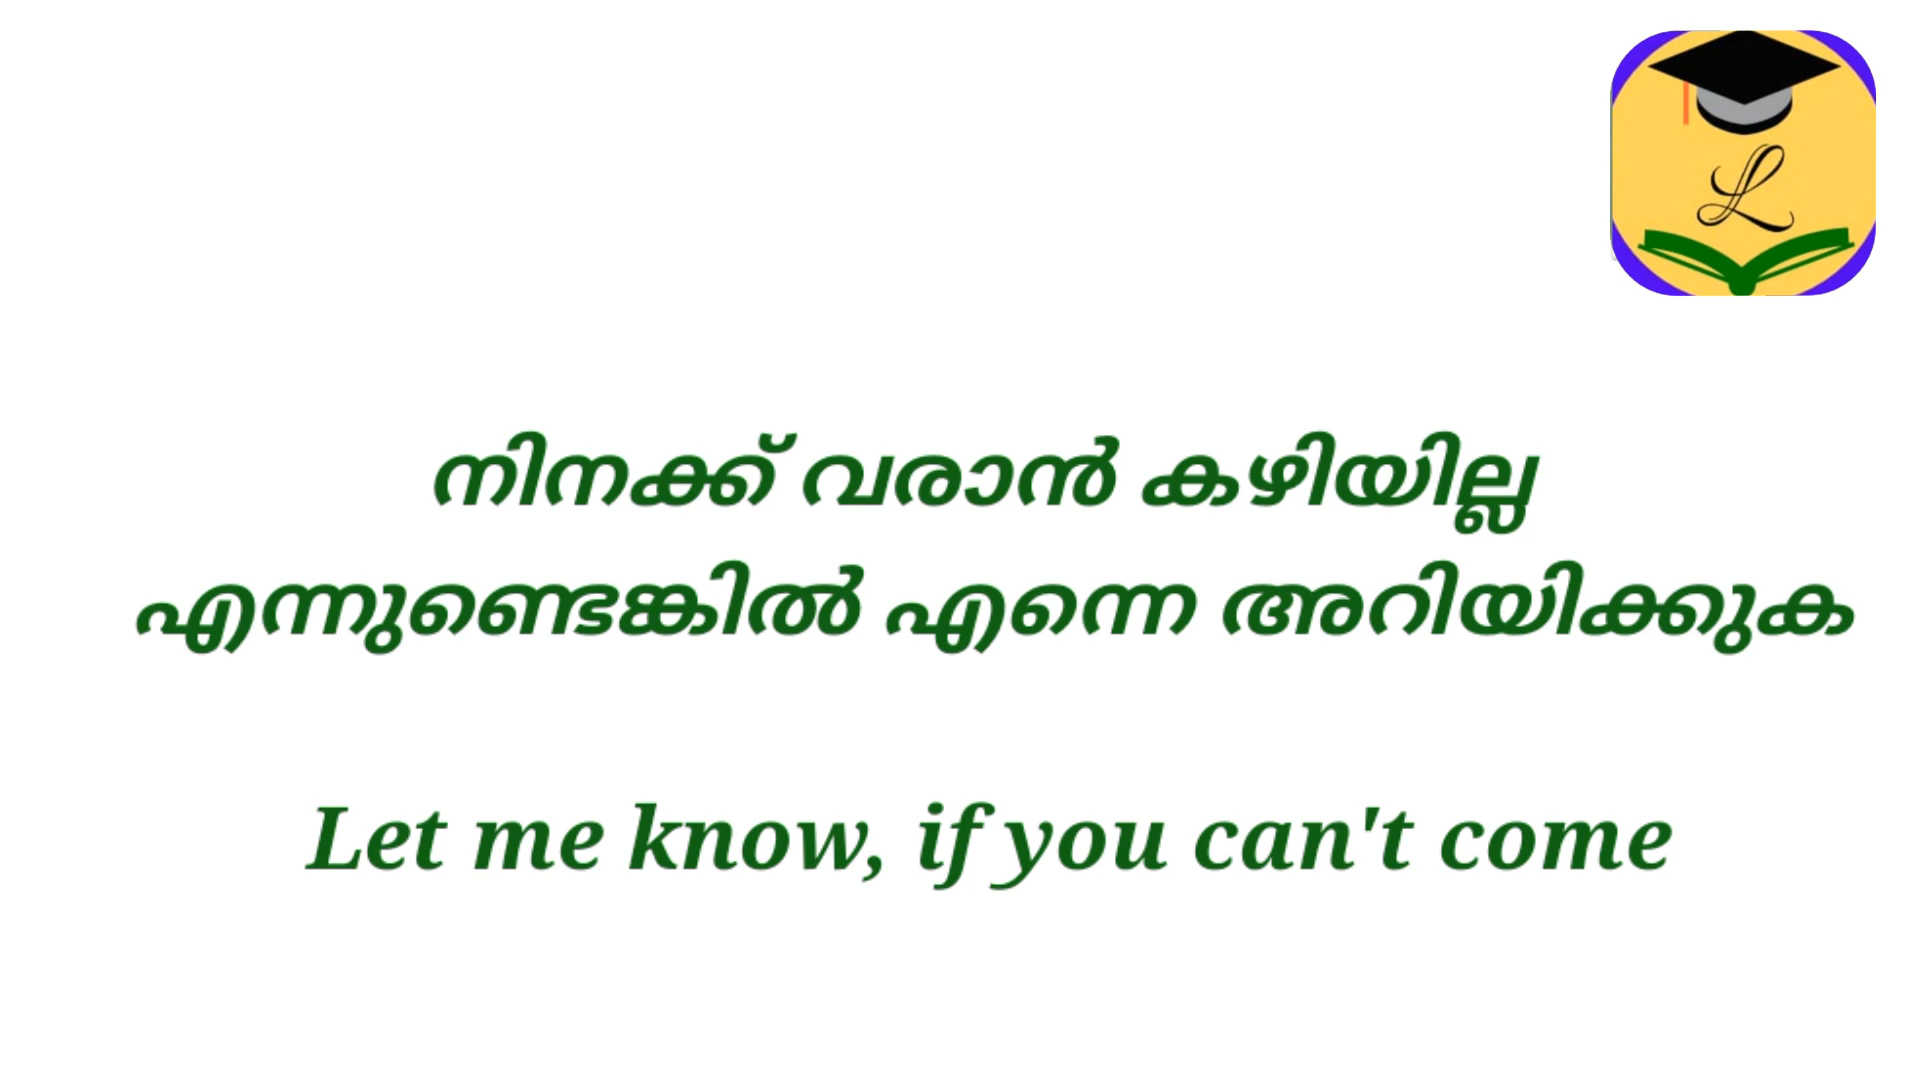 L
നിനക്ക് വരാൻ കഴിയില്ല
എന്നുണ്ടെങ്കിൽ എന്നെ അറിയിക്കുക
Let me know, if you can't come